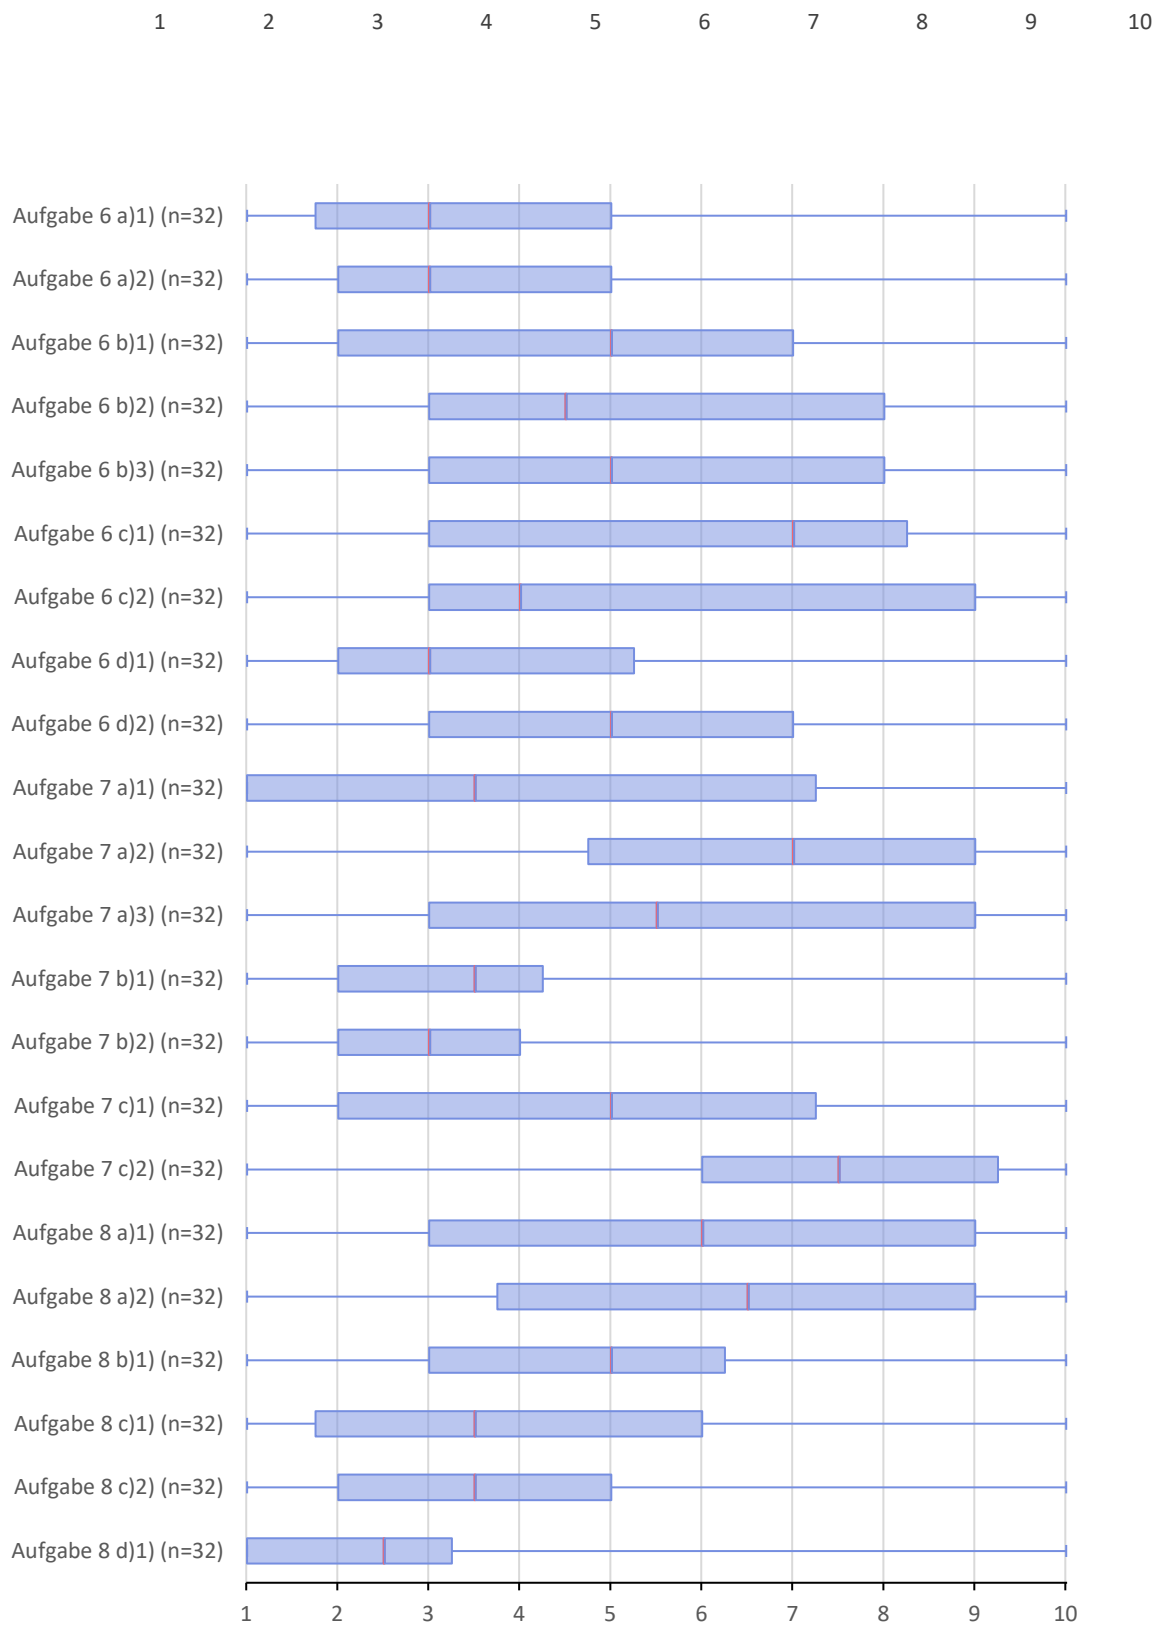 1 2 3 4 5 6 7 8 9 10
Aufgabe 6 a)1) (n=32)
Aufgabe 6 a)2) (n=32)
Aufgabe 6 b)1) (n=32)
Aufgabe 6 b)2) (n=32)
Aufgabe 6 b)3) (n=32)
Aufgabe 6 c)1) (n=32)
Aufgabe 6 c)2) (n=32)
Aufgabe 6 d)1) (n=32)
Aufgabe 6 d)2) (n=32)
Aufgabe 7 a)1) (n=32)
Aufgabe 7 a)2) (n=32)
Aufgabe 7 a)3) (n=32)
Aufgabe 7 b)1) (n=32)
Aufgabe 7 b)2) (n=32)
Aufgabe 7 c)1) (n=32)
Aufgabe 7 c)2) (n=32)
Aufgabe 8 a)1) (n=32)
Aufgabe 8 a)2) (n=32)
Aufgabe 8 b)1) (n=32)
Aufgabe 8 c)1) (n=32)
Aufgabe 8 c)2) (n=32)
Aufgabe 8 d)1) (n=32)
1 2 3 4 5 6 7 8 9 10